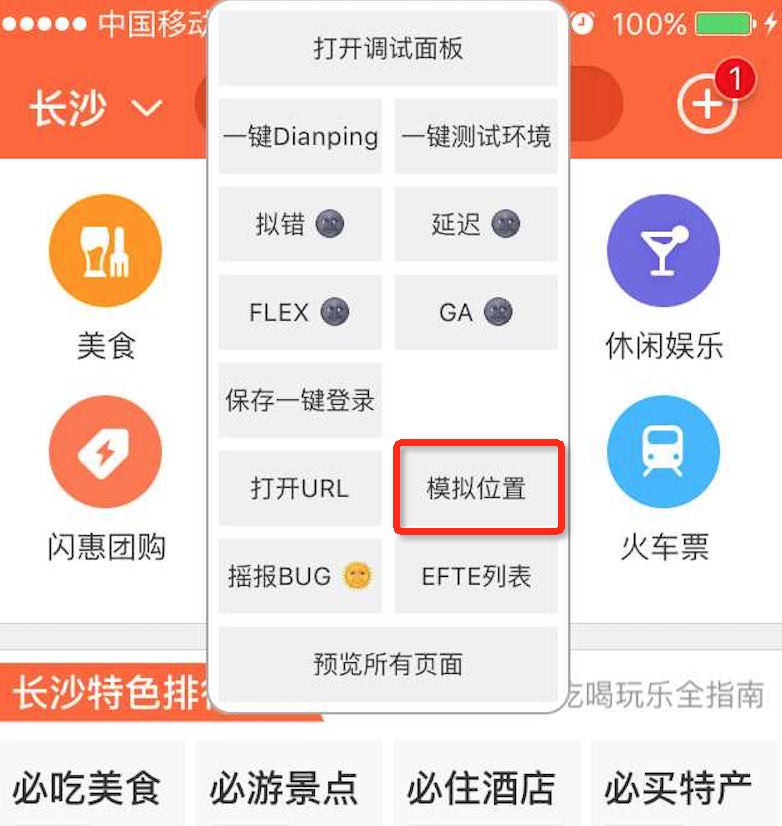 中国移动
100%
长沙
1
打开调试面板
一键Dianping 一键测试环境
拟错 🌚 延迟 🌚
FLEX 🌚 GA 🌚
保存一键登录
打开URL 模拟位置
摇报BUG 🌞 EFTE列表
预览所有页面
美食 休闲娱乐
闪惠团购 火车票
长沙特色排
吃喝玩乐全指南
必吃美食 必游景点 必住酒店 必买特产